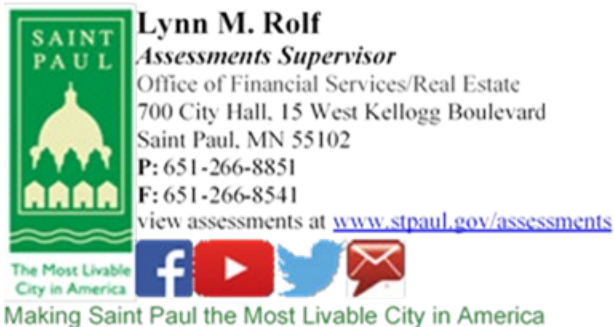 SAINT
PAUL
The Most Livable
City in America
Lynn M. Rolf
Assessments Supervisor
Office of Financial Services/Real Estate
700 City Hall, 15 West Kellogg Boulevard
Saint Paul, MN 55102
P: 651-266-8851
F: 651-266-8541
view assessments at www.stpaul.gov/assessments
Making Saint Paul the Most Livable City in America